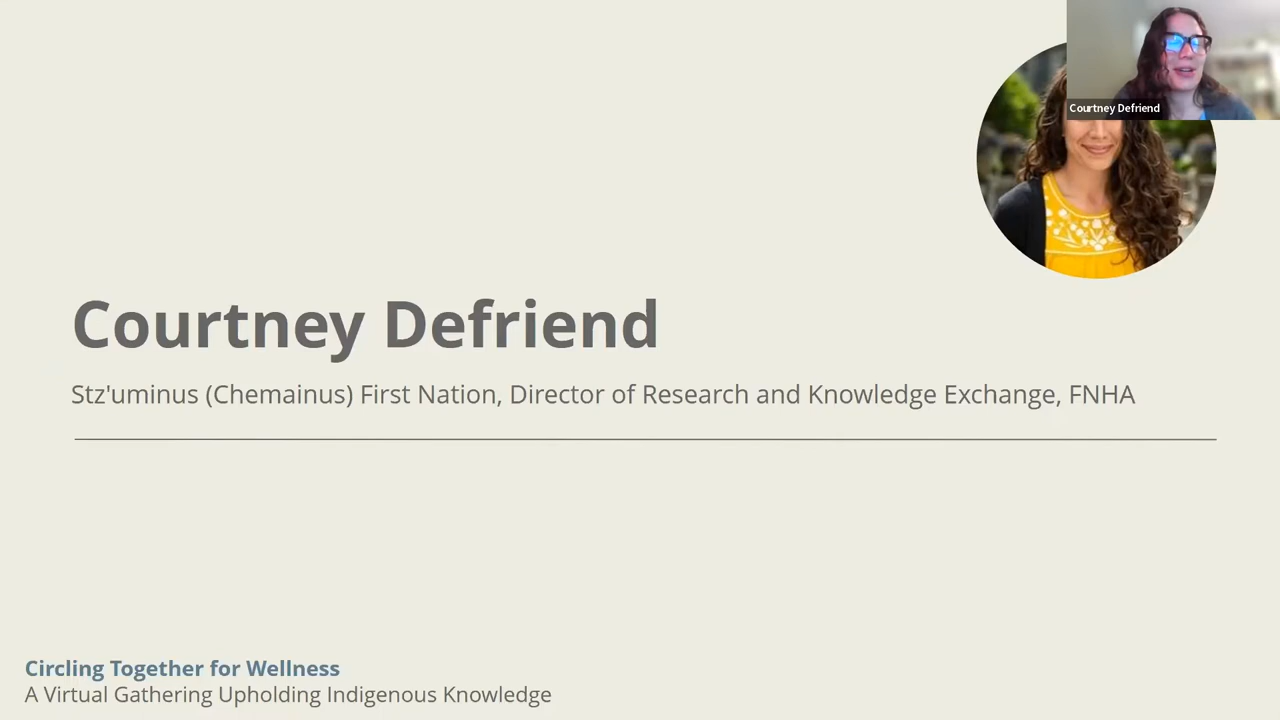 Courtney Defriend
Courtney Defriend
Stz'uminus (Chemainus) First Nation, Director of Research and Knowledge Exchange, FNHA
Circling Together for Wellness
A Virtual Gathering Upholding Indigenous Knowledge